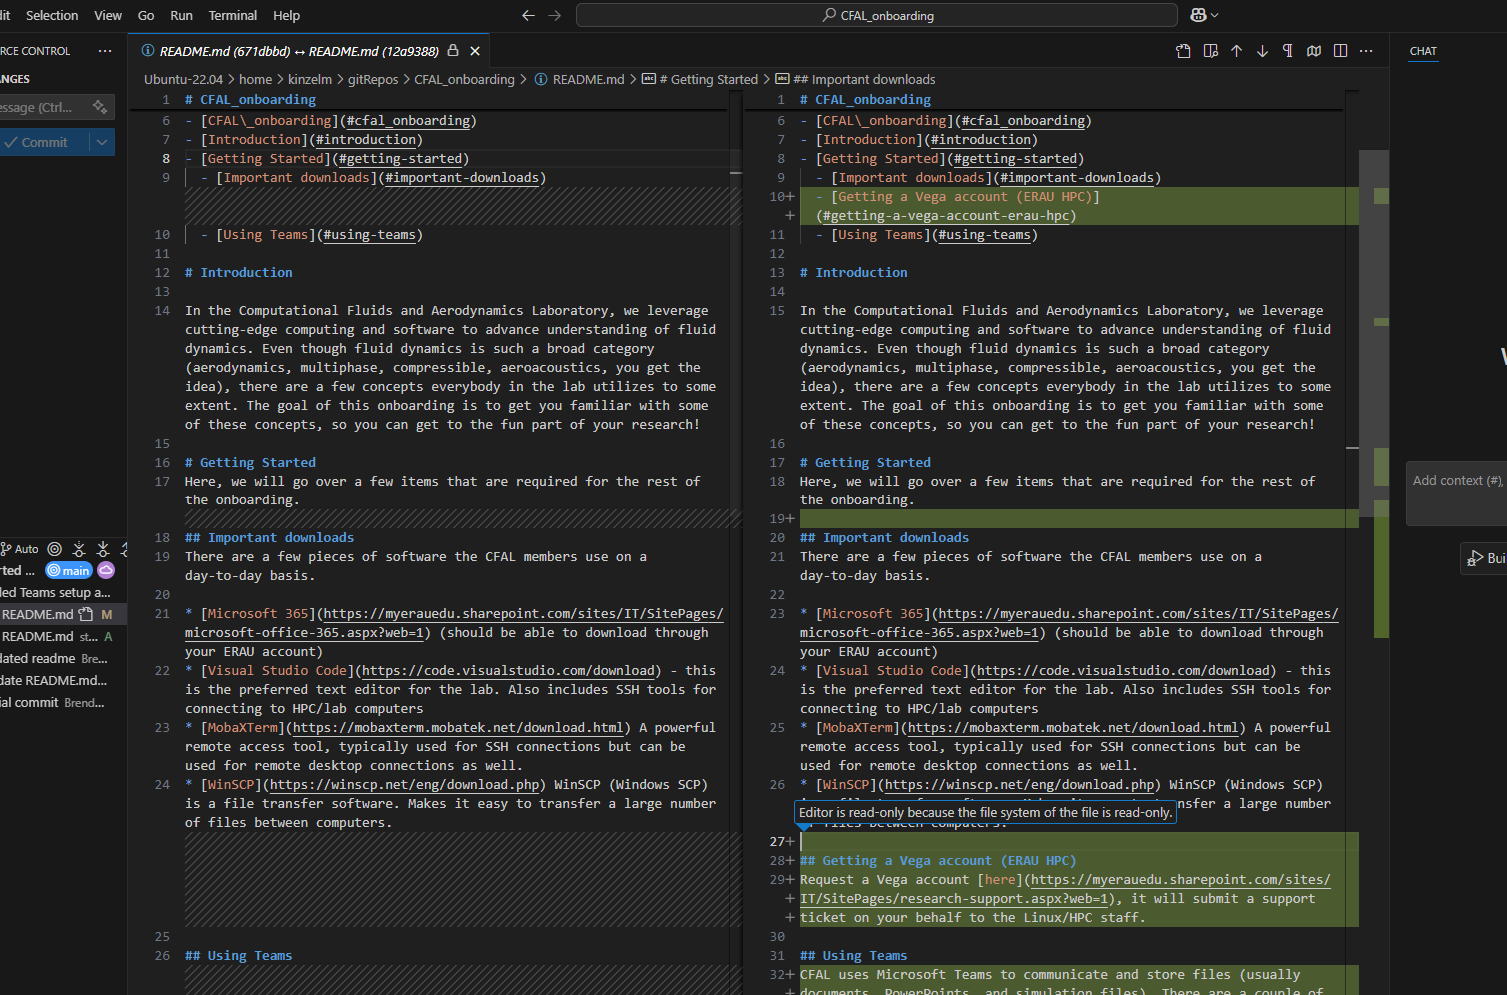 dit Selection View Go Run Terminal Help
CFAL_onboarding
RCE CONTROL
ANGES
essage (Ctrl...
Commit
Auto
rted ... main
ded Teams setup a...
README.md M
README.md st... A
dated readme Bre...
date README.md...
ial commit Brend...
README.md (671dbbd) ↔ README.md (12a9388)
Ubuntu-22.04 > home > kinzelm > gitRepos > CFAL_onboarding > README.md > # Getting Started > ## Important downloads
1 # CFAL_onboarding
6 - [CFAL\_onboarding](#cfal_onboarding)
7 - [Introduction](#introduction)
8 - [Getting Started](#getting-started)
9 - [Important downloads](#important-downloads)
10 - [Using Teams](#using-teams)
11
12 # Introduction
13
14 In the Computational Fluids and Aerodynamics Laboratory, we leverage
cutting-edge computing and software to advance understanding of fluid
dynamics. Even though fluid dynamics is such a broad category
(aerodynamics, multiphase, compressible, aeroacoustics, you get the
idea), there are a few concepts everybody in the lab utilizes to some
extent. The goal of this onboarding is to get you familiar with some
of these concepts, so you can get to the fun part of your research!
15
16 # Getting Started
17 Here, we will go over a few items that are required for the rest of
the onboarding.
18 ## Important downloads
19 There are a few pieces of software the CFAL members use on a
day-to-day basis.
20
21 * [Microsoft 365](https://myerauedu.sharepoint.com/sites/IT/SitePages/
microsoft-office-365.aspx?web=1) (should be able to download through
your ERAU account)
22 * [Visual Studio Code](https://code.visualstudio.com/download) - this
is the preferred text editor for the lab. Also includes SSH tools for
connecting to HPC/lab computers
23 * [MobaXTerm](https://mobaxterm.mobatek.net/download.html) A powerful
remote access tool, typically used for SSH connections but can be
used for remote desktop connections as well.
24 * [WinSCP](https://winscp.net/eng/download.php) WinSCP (Windows SCP)
is a file transfer software. Makes it easy to transfer a large number
of files between computers.
25
26 ## Using Teams
1 # CFAL_onboarding
6 - [CFAL\_onboarding](#cfal_onboarding)
7 - [Introduction](#introduction)
8 - [Getting Started](#getting-started)
9 - [Important downloads](#important-downloads)
10+ - [Getting a Vega account (ERAU HPC)]
+ (#getting-a-vega-account-erau-hpc)
11 - [Using Teams](#using-teams)
12
13 # Introduction
14
15 In the Computational Fluids and Aerodynamics Laboratory, we leverage
cutting-edge computing and software to advance understanding of fluid
dynamics. Even though fluid dynamics is such a broad category
(aerodynamics, multiphase, compressible, aeroacoustics, you get the
idea), there are a few concepts everybody in the lab utilizes to some
extent. The goal of this onboarding is to get you familiar with some
of these concepts, so you can get to the fun part of your research!
16
17 # Getting Started
18 Here, we will go over a few items that are required for the rest of
the onboarding.
19+
20 ## Important downloads
21 There are a few pieces of software the CFAL members use on a
day-to-day basis.
22
23 * [Microsoft 365](https://myerauedu.sharepoint.com/sites/IT/SitePages/
microsoft-office-365.aspx?web=1) (should be able to download through
your ERAU account)
24 * [Visual Studio Code](https://code.visualstudio.com/download) - this
is the preferred text editor for the lab. Also includes SSH tools for
connecting to HPC/lab computers
25 * [MobaXTerm](https://mobaxterm.mobatek.net/download.html) A powerful
remote access tool, typically used for SSH connections but can be
used for remote desktop connections as well.
26 * [WinSCP](https://winscp.net/eng/download.php) WinSCP (Windows SCP)
nsfer a large number
Editor is read-only because the file system of the file is read-only.
27+
28+ ## Getting a Vega account (ERAU HPC)
29+ Request a Vega account [here](https://myerauedu.sharepoint.com/sites/
+ IT/SitePages/research-support.aspx?web=1), it will submit a support
+ ticket on your behalf to the Linux/HPC staff.
30
31 ## Using Teams
32+ CFAL uses Microsoft Teams to communicate and store files (usually
+ documents, PowerPoints, and simulation files). There are a couple of
CHAT
Add context (#),
Bui